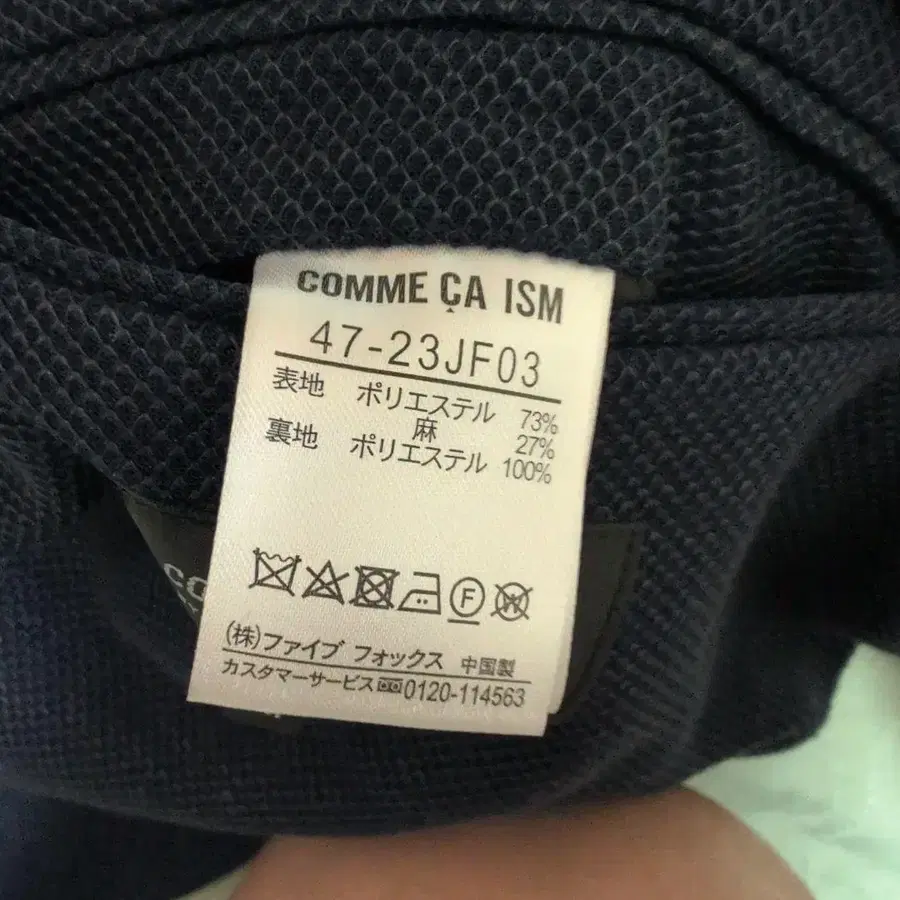 COMME ÇA ISM
47-23JF03
表地 ポリエステル 73%
麻 27%
裏地 ポリエステル 100%
F W
(株)ファイブ フォックス 中国製
カスタマーサービス 0120-114563